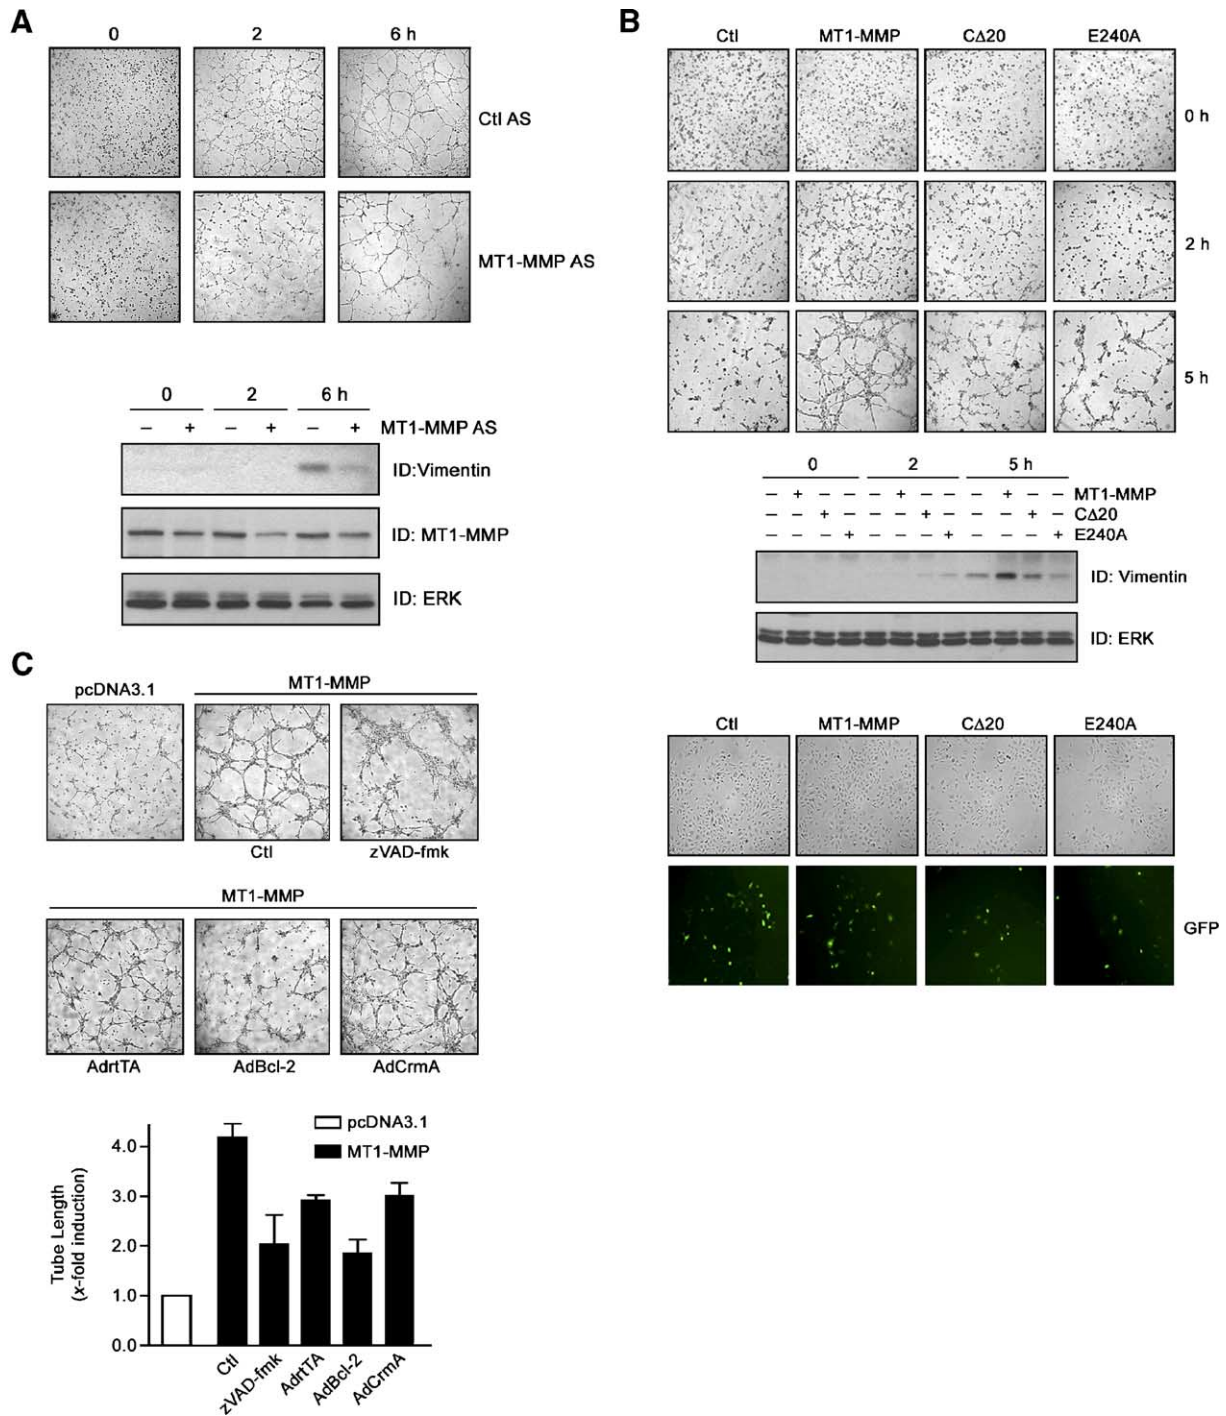 A
0 2 6 h
Ctl AS
MT1-MMP AS
0 2 6 h
– + – + – + MT1-MMP AS
ID:Vimentin
ID: MT1-MMP
ID: ERK
B
Ctl MT1-MMP CΔ20 E240A
0 h
2 h
5 h
0 2 5 h
– + – – – + – – – + – – MT1-MMP
– – + – – – + – – – + – CΔ20
– – – + – – – + – – – + E240A
ID: Vimentin
ID: ERK
Ctl MT1-MMP CΔ20 E240A
GFP
C
pcDNA3.1 MT1-MMP
Ctl zVAD-fmk
MT1-MMP
AdrtTA AdBcl-2 AdCrmA
pcDNA3.1
MT1-MMP
Tube Length
(x-fold induction)
4.0
3.0
2.0
1.0
0.0
Ctl zVAD-fmk AdrtTA AdBcl-2 AdCrmA